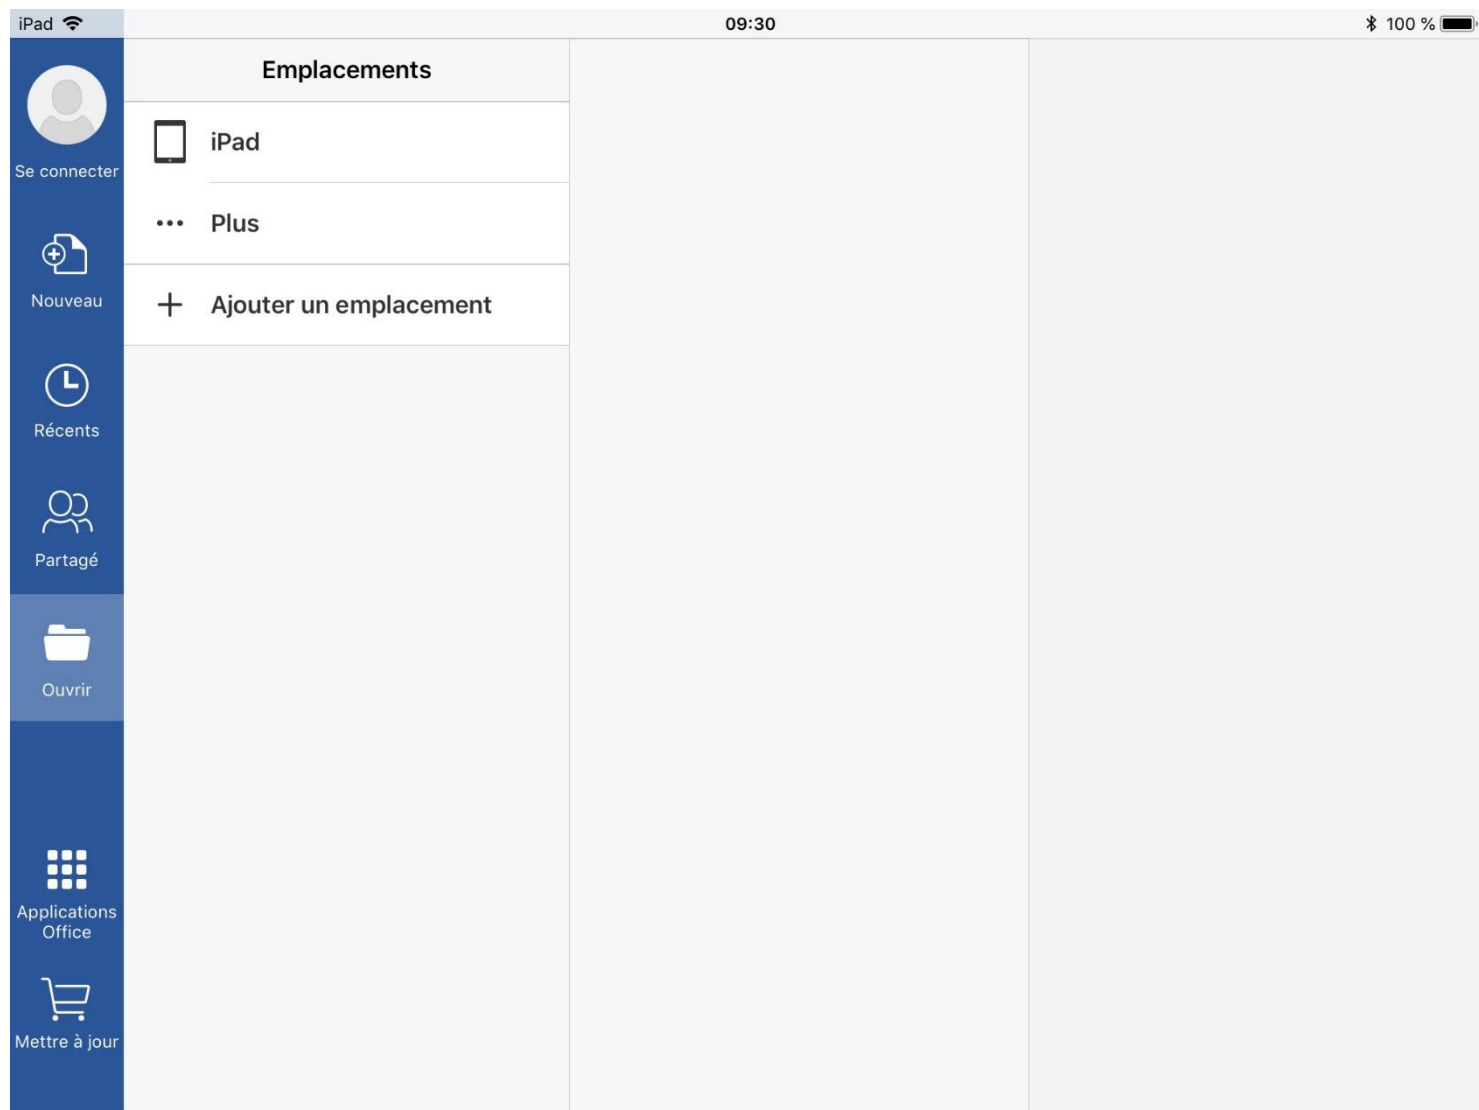 iPad
09:30
100 %
Se connecter
Nouveau
Récents
Partagé
Ouvrir
Applications
Office
Mettre à jour
Emplacements
iPad
Plus
Ajouter un emplacement